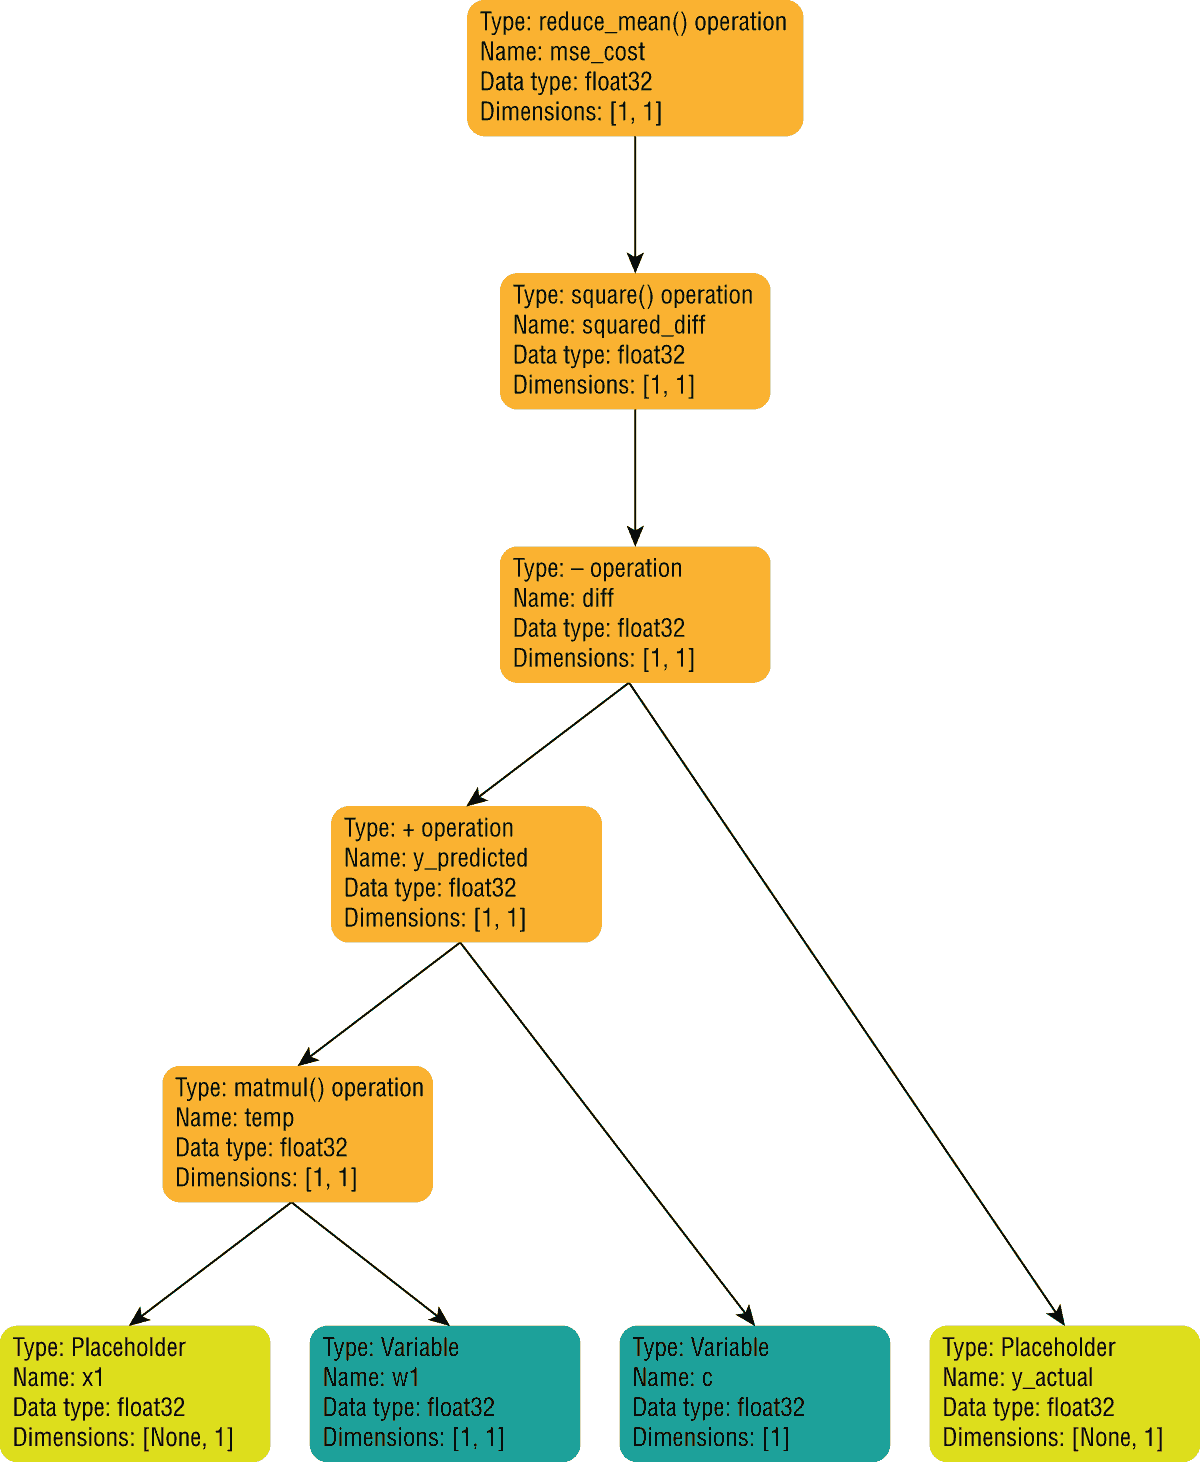 Type: reduce_mean() operation
Name: mse_cost
Data type: float32
Dimensions: [1, 1]
Type: square() operation
Name: squared_diff
Data type: float32
Dimensions: [1, 1]
Type: – operation
Name: diff
Data type: float32
Dimensions: [1, 1]
Type: + operation
Name: y_predicted
Data type: float32
Dimensions: [1, 1]
Type: matmul() operation
Name: temp
Data type: float32
Dimensions: [1, 1]
Type: Placeholder
Name: x1
Data type: float32
Dimensions: [None, 1]
Type: Variable
Name: w1
Data type: float32
Dimensions: [1, 1]
Type: Variable
Name: c
Data type: float32
Dimensions: [1]
Type: Placeholder
Name: y_actual
Data type: float32
Dimensions: [None, 1]